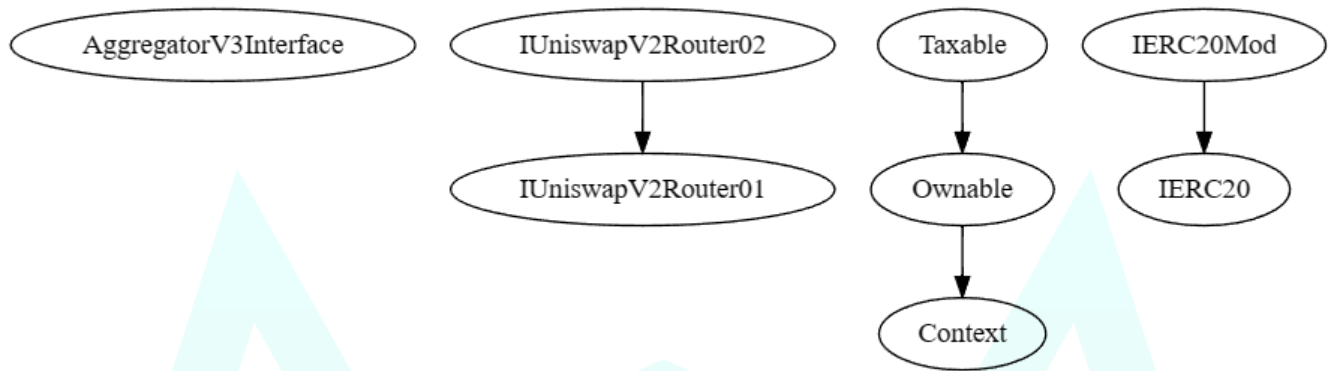 AggregatorV3Interface
IUniswapV2Router02
Taxable
IERC20Mod
IUniswapV2Router01
Ownable
IERC20
Context